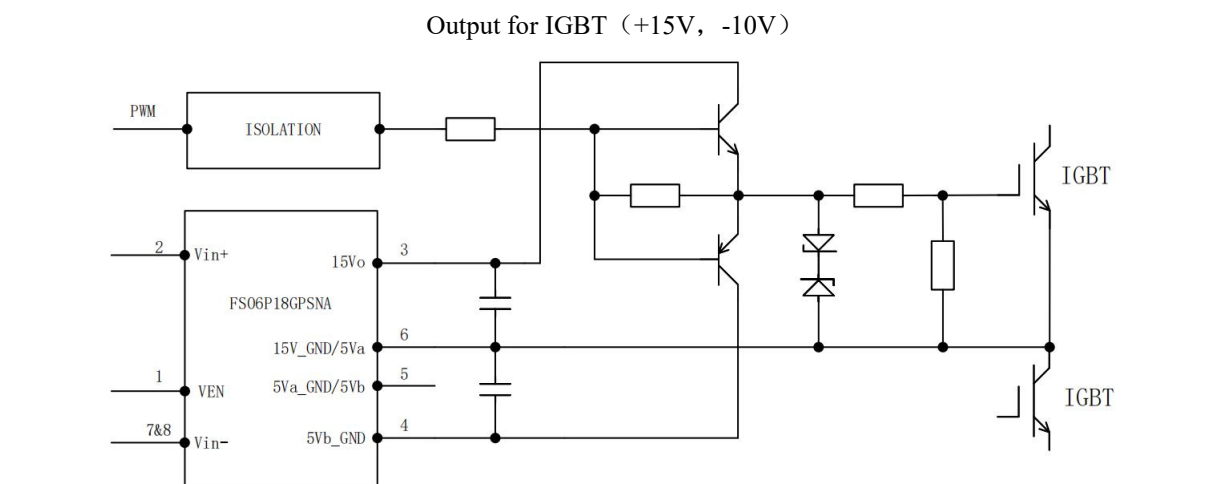 Output for IGBT（+15V，-10V）
PWM
ISOLATION
IGBT
2
Vin+
3
15Vo
FS06P18GPSNA
6
15V_GND/5Va
1
VEN
5
5Va_GND/5Vb
IGBT
7&8
Vin-
4
5Vb_GND